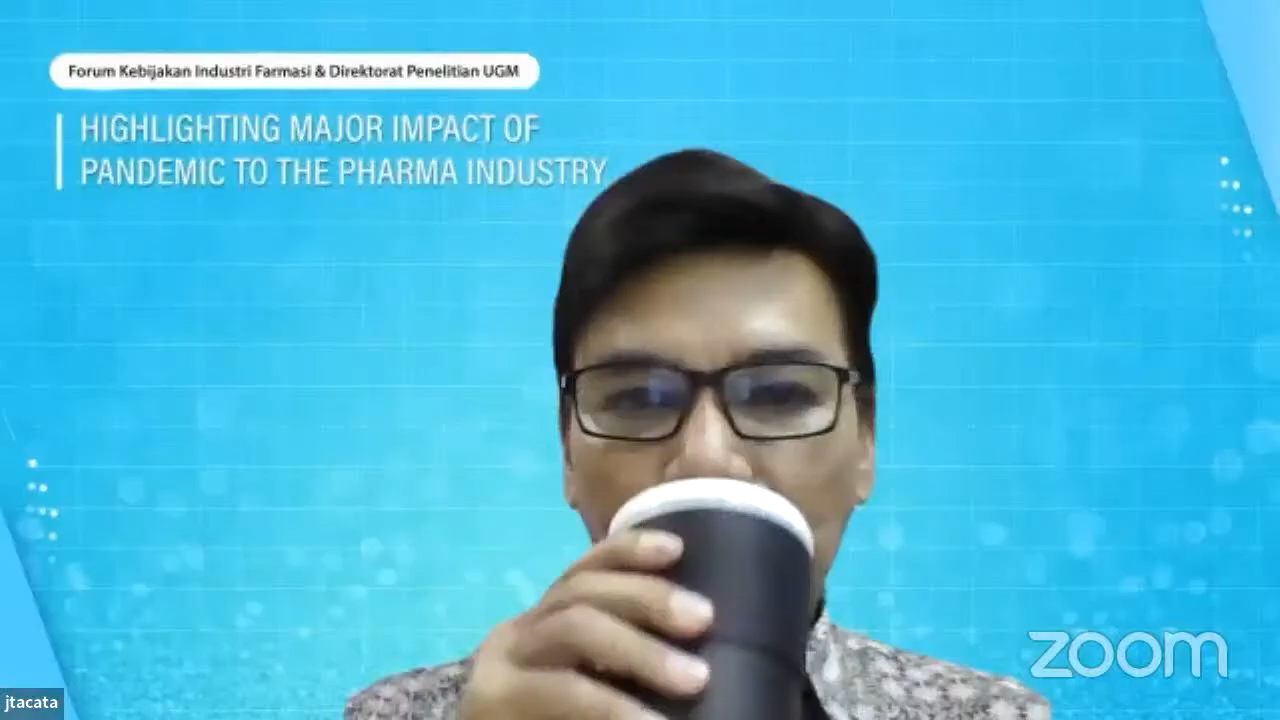 Forum Kebijakan Industri Farmasi & Direktorat Penelitian UGM
HIGHLIGHTING MAJOR IMPACT OF
PANDEMIC TO THE PHARMA INDUSTRY
zoom
jtacata